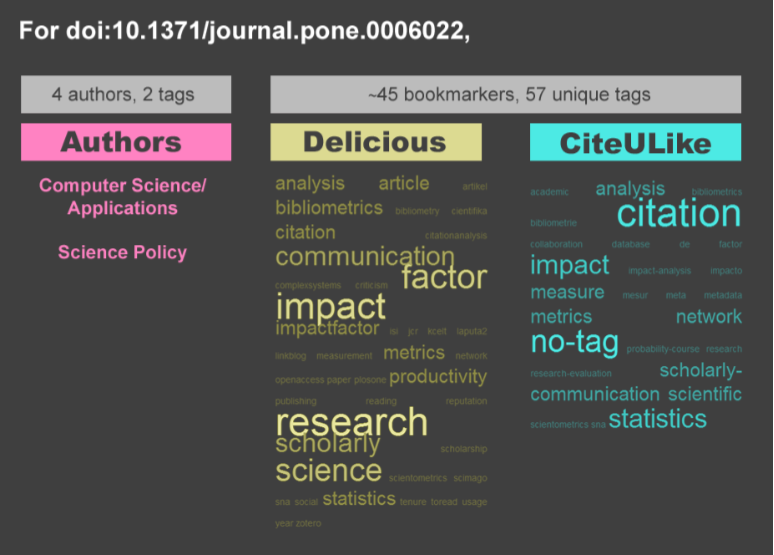 For doi:10.1371/journal.pone.0006022,
4 authors, 2 tags
~45 bookmarkers, 57 unique tags
Authors
Computer Science/
Applications
Science Policy
Delicious
analysis article artikel
bibliometrics bibliometry cientifika
citation citationanalysis
communication
complexsystems criticism factor
impact
impactfactor isi jcr kcelt laputa2
linkblog measurement metrics network
openaccess paper plosone productivity
publishing reading reputation
research
scholarly scholarship
science scientometrics scimago
sna social statistics tenure toread usage
year zotero
CiteULike
academic analysis bibliometrics
bibliometrie citation
collaboration database de factor
impact impact-analysis impacto
measure mesur meta metadata
metrics network
no-tag probability-course research
research-evaluation scholarly-
communication scientific
scientometrics sna statistics